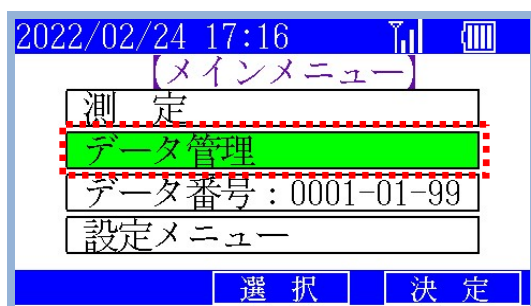 2022/02/24 17:16
【メインメニュー】
測　定
データ管理
データ番号：0001-01-99
設定メニュー
選　択　決　定